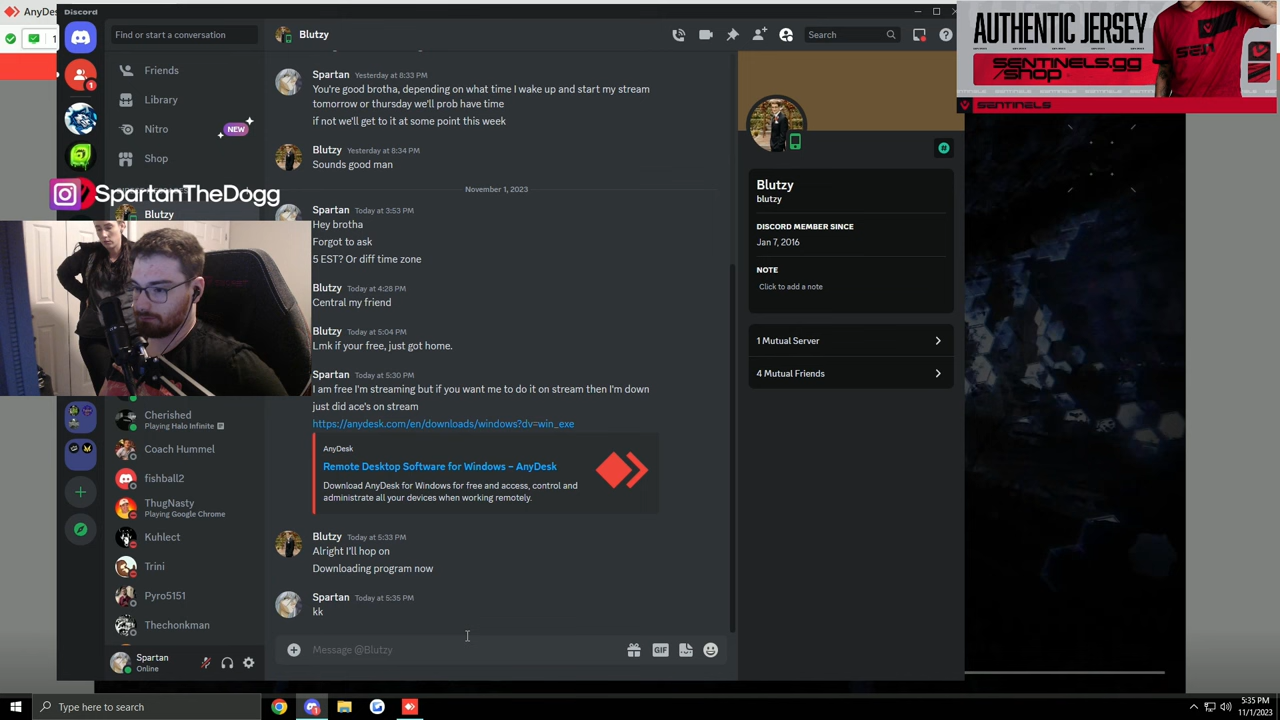 AnyDes
1
Discord
Find or start a conversation
Friends
Library
Nitro
NEW
Shop
Blutzy
SpartanTheDogg
Cherished
Playing Halo Infinite
Coach Hummel
fishball2
ThugNasty
Playing Google Chrome
Kuhlect
Trini
Pyro5151
Thechonkman
Spartan
Online
1
Blutzy
Search
Spartan Yesterday at 8:33 PM
You're good brotha, depending on what time I wake up and start my stream
tomorrow or thursday we'll prob have time
if not we'll get to it at some point this week
Blutzy Yesterday at 8:34 PM
Sounds good man
November 1, 2023
Spartan Today at 3:53 PM
Hey brotha
Forgot to ask
5 EST? Or diff time zone
Blutzy Today at 4:28 PM
Central my friend
Blutzy Today at 5:04 PM
Lmk if your free, just got home.
Spartan Today at 5:30 PM
I am free I'm streaming but if you want me to do it on stream then I'm down
just did ace's on stream
https://anydesk.com/en/downloads/windows?dv=win_exe
AnyDesk
Remote Desktop Software for Windows – AnyDesk
Download AnyDesk for Windows for free and access, control and
administrate all your devices when working remotely.
Blutzy Today at 5:33 PM
Alright I'll hop on
Downloading program now
Spartan Today at 5:35 PM
kk
Message @Blutzy
GIF
Blutzy
blutzy
DISCORD MEMBER SINCE
Jan 7, 2016
NOTE
Click to add a note
1 Mutual Server
4 Mutual Friends
AUTHENTIC JERSEY
SENTINELS.GG
/SHOP
SENTINELS
Type here to search
5:35 PM
11/1/2023